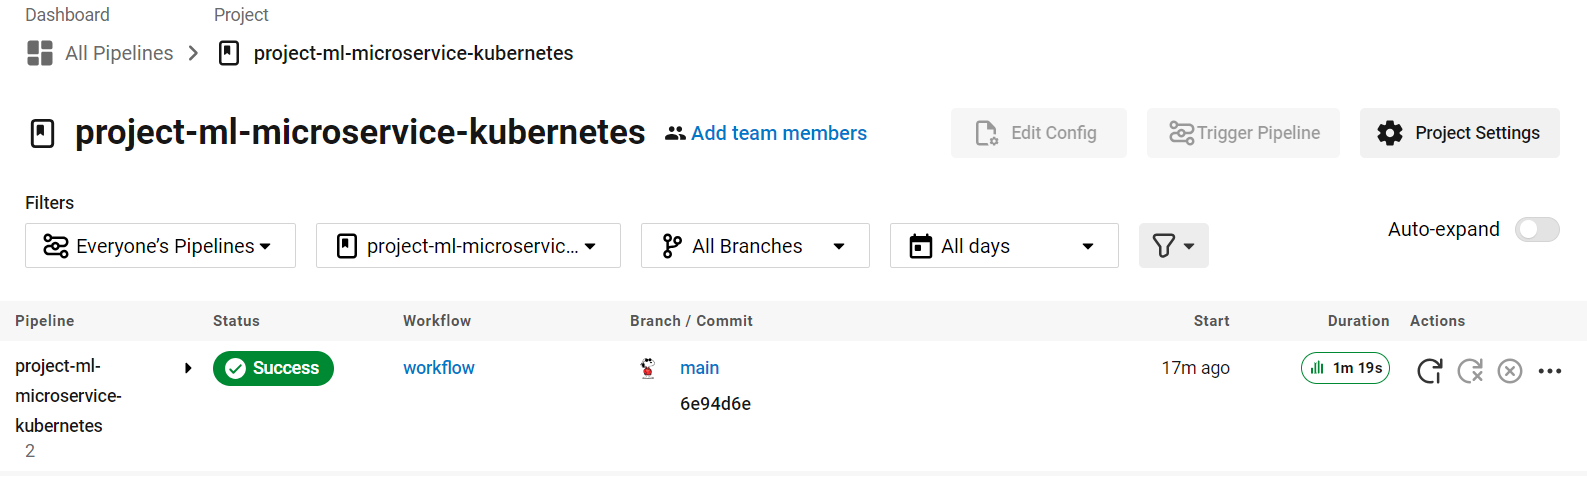 Dashboard Project
All Pipelines project-ml-microservice-kubernetes
project-ml-microservice-kubernetes Add team members Edit Config Trigger Pipeline Project Settings
Filters
Everyone’s Pipelines project-ml-microservic... All Branches All days Auto-expand
Pipeline Status Workflow Branch / Commit Start Duration Actions
project-ml- Success workflow main 17m ago 1m 19s
microservice- 6e94d6e
kubernetes
2